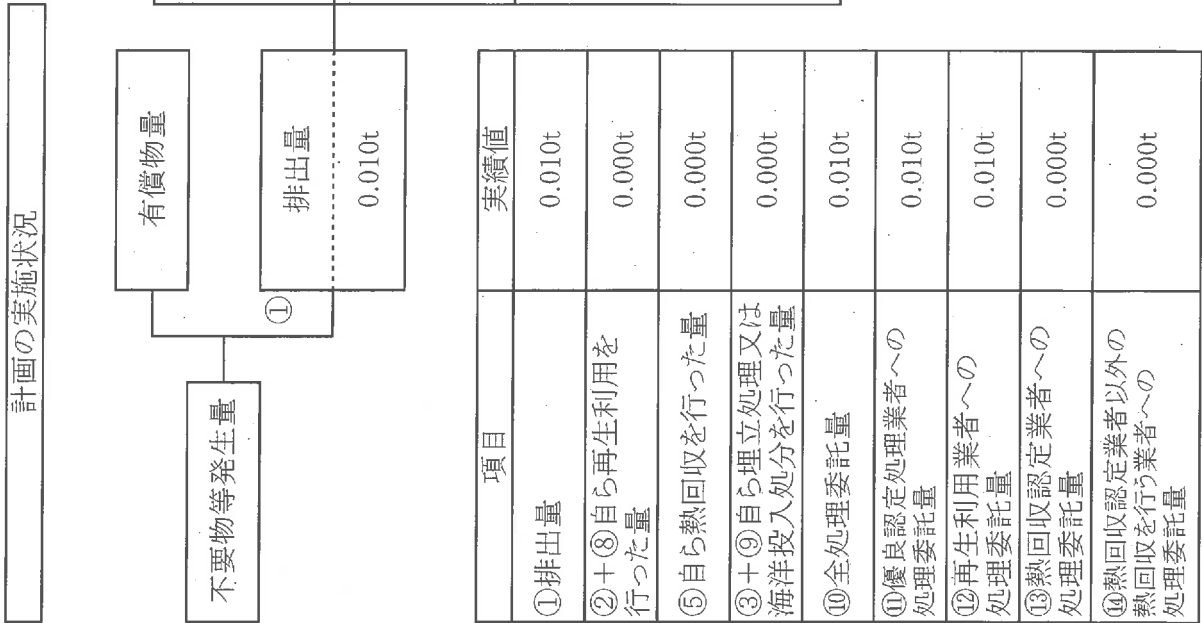 計画の実施状況
有償物量
不要物等発生量
①
排出量
0.010t
項目
実績値
①排出量
0.010t
②+⑧自ら再生利用を
行った量
0.000t
⑤自ら熱回収を行った量
0.000t
③+⑨自ら埋立処理又は
海洋投入処分を行った量
0.000t
⑩全処理委託量
0.010t
⑪優良認定処理業者への
処理委託量
0.010t
⑫再生利用業者への
処理委託量
0.010t
⑬熱回収認定業者への
処理委託量
0.000t
⑭熱回収認定業者以外の
熱回収を行う業者への
処理委託量
0.000t